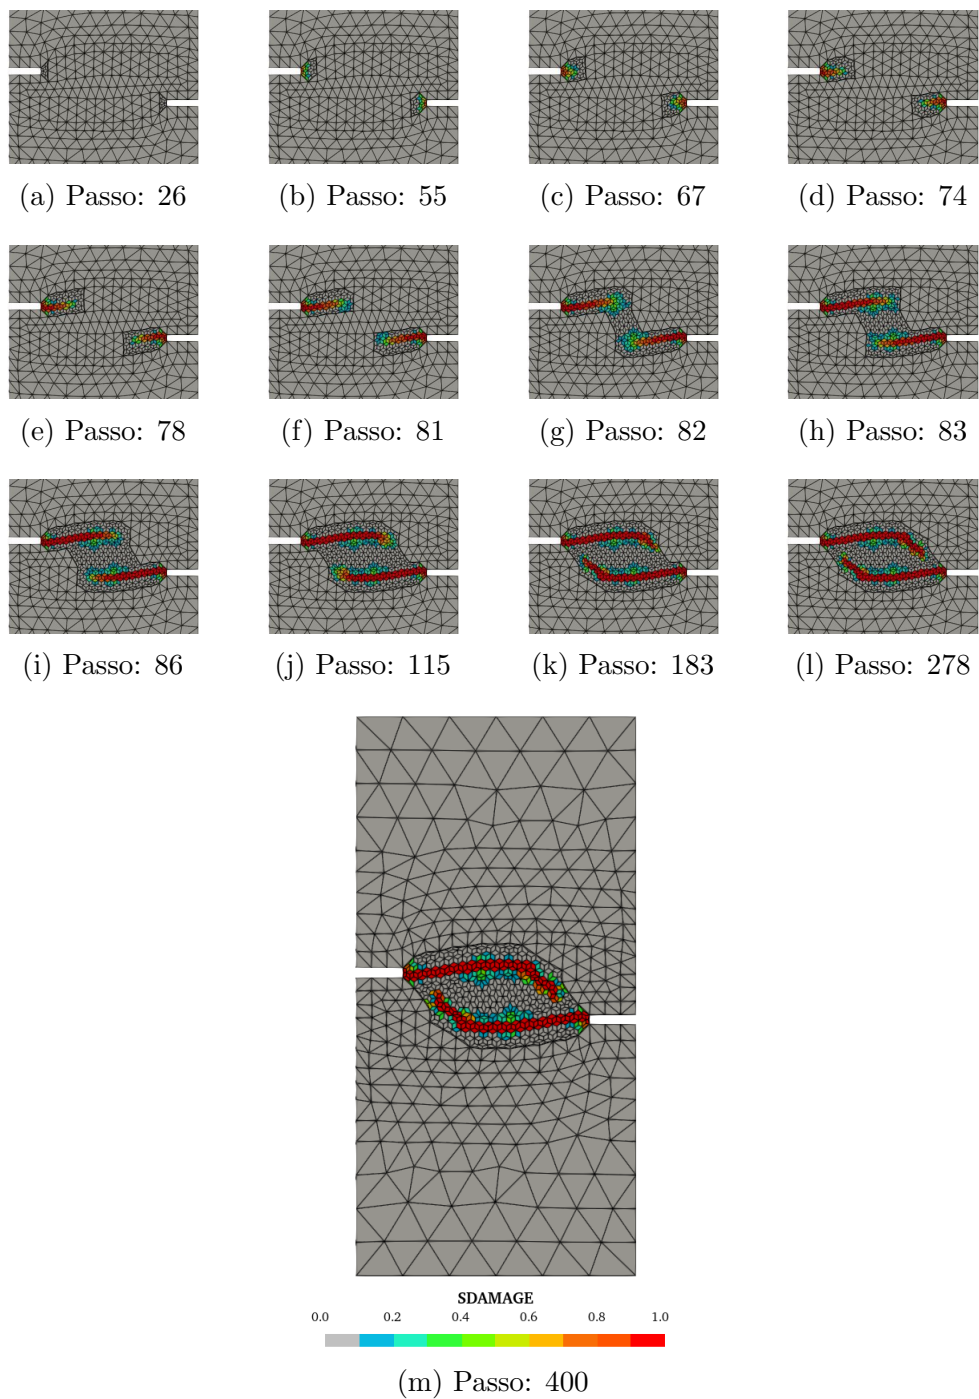 (a) Passo: 26
(b) Passo: 55
(c) Passo: 67
(d) Passo: 74
(e) Passo: 78
(f) Passo: 81
(g) Passo: 82
(h) Passo: 83
(i) Passo: 86
(j) Passo: 115
(k) Passo: 183
(l) Passo: 278
SDAMAGE
0.0 0.2 0.4 0.6 0.8 1.0
(m) Passo: 400